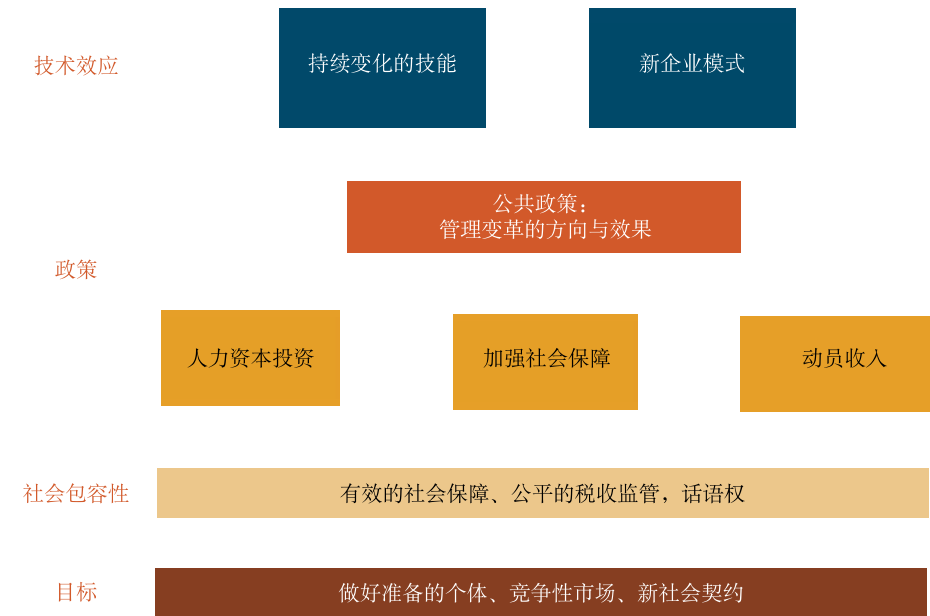 技术效应
持续变化的技能
新企业模式
公共政策：
管理变革的方向与效果
政策
人力资本投资
加强社会保障
动员收入
社会包容性
有效的社会保障、公平的税收监管，话语权
目标
做好准备的个体、竞争性市场、新社会契约